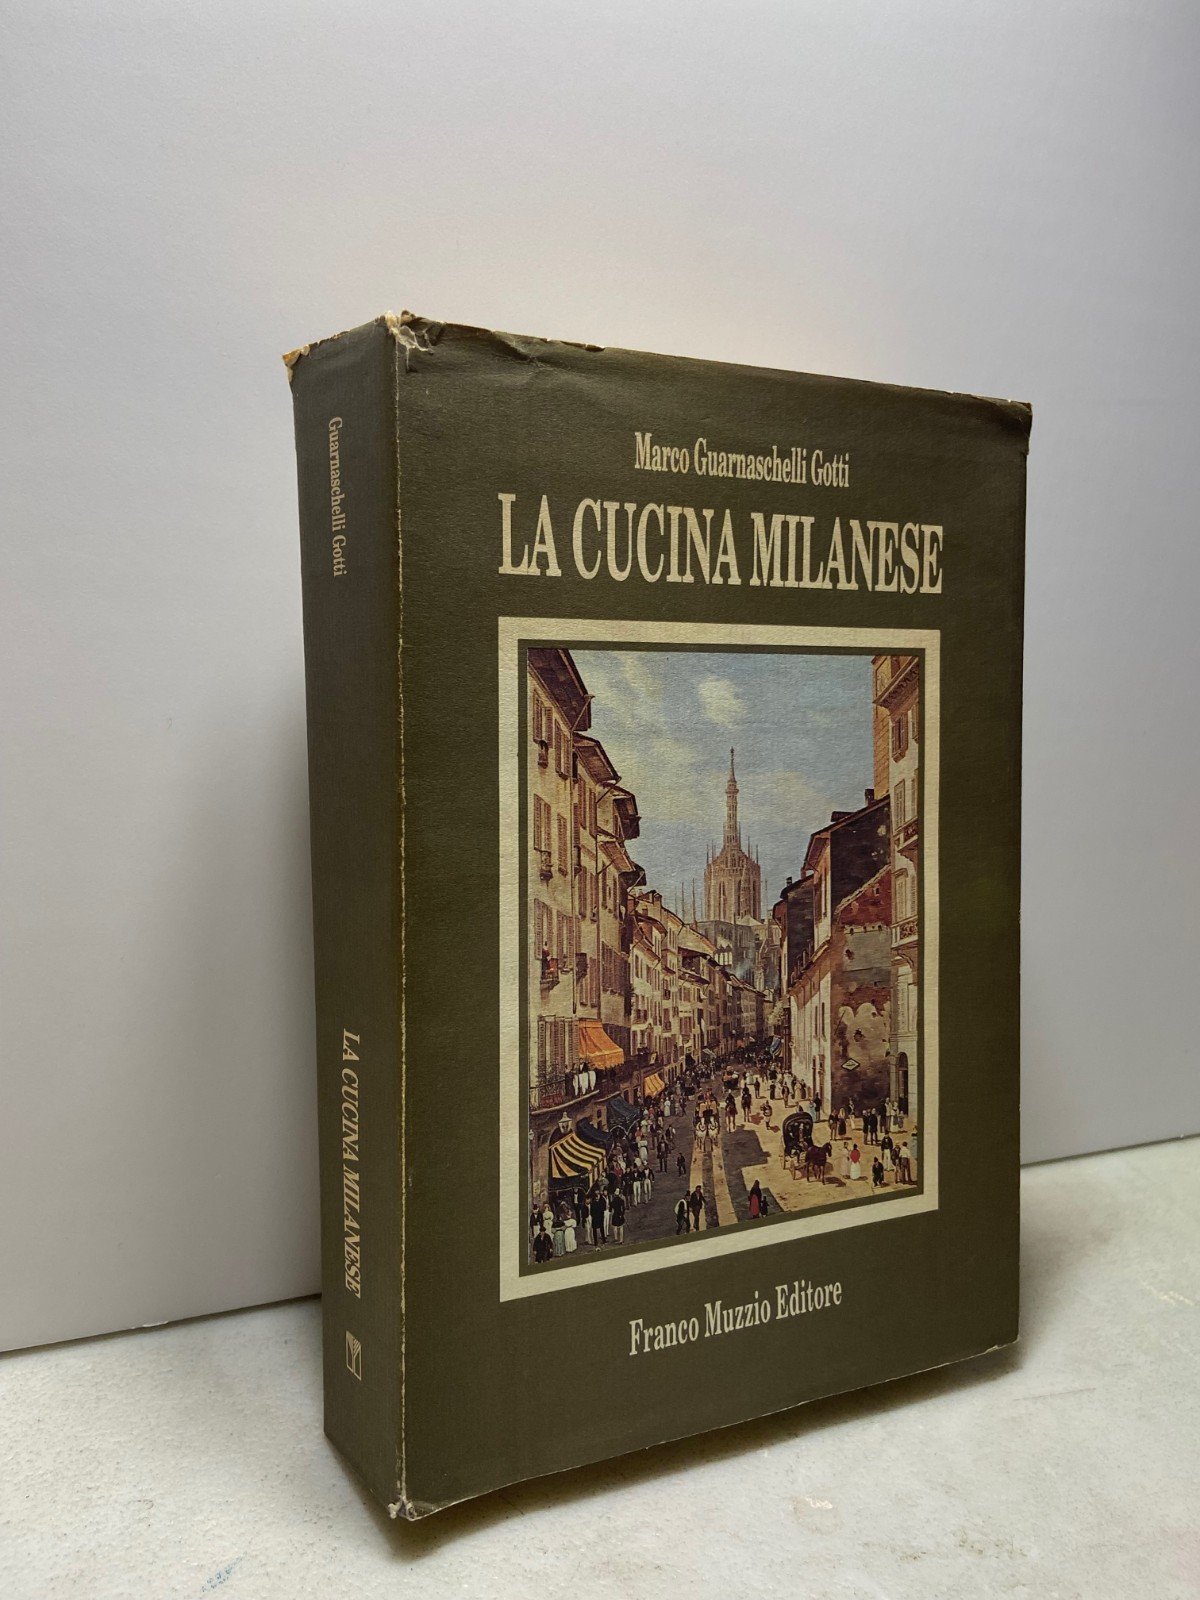 Guarnaschelli Gotti
LA CUCINA MILANESE
Marco Guarnaschelli Gotti
LA CUCINA MILANESE
Franco Muzzio Editore